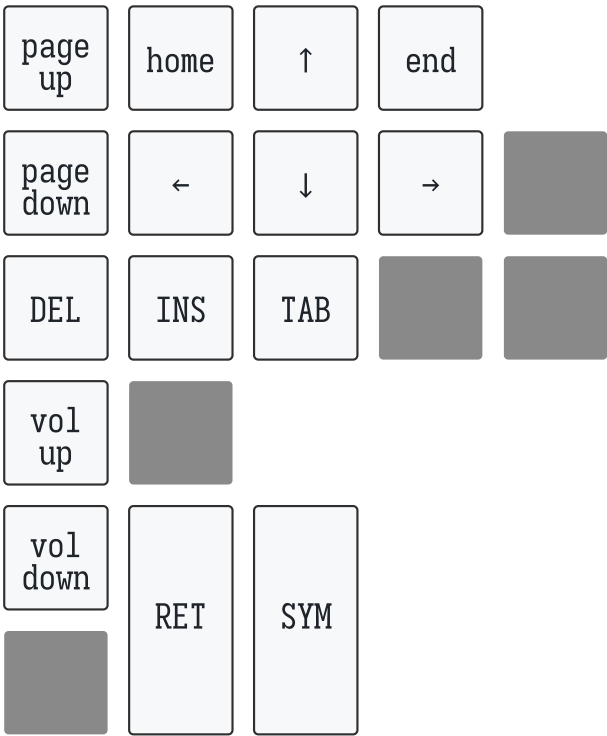 page
up
home
↑
end
page
down
←
↓
→
DEL
INS
TAB
vol
up
vol
down
RET
SYM